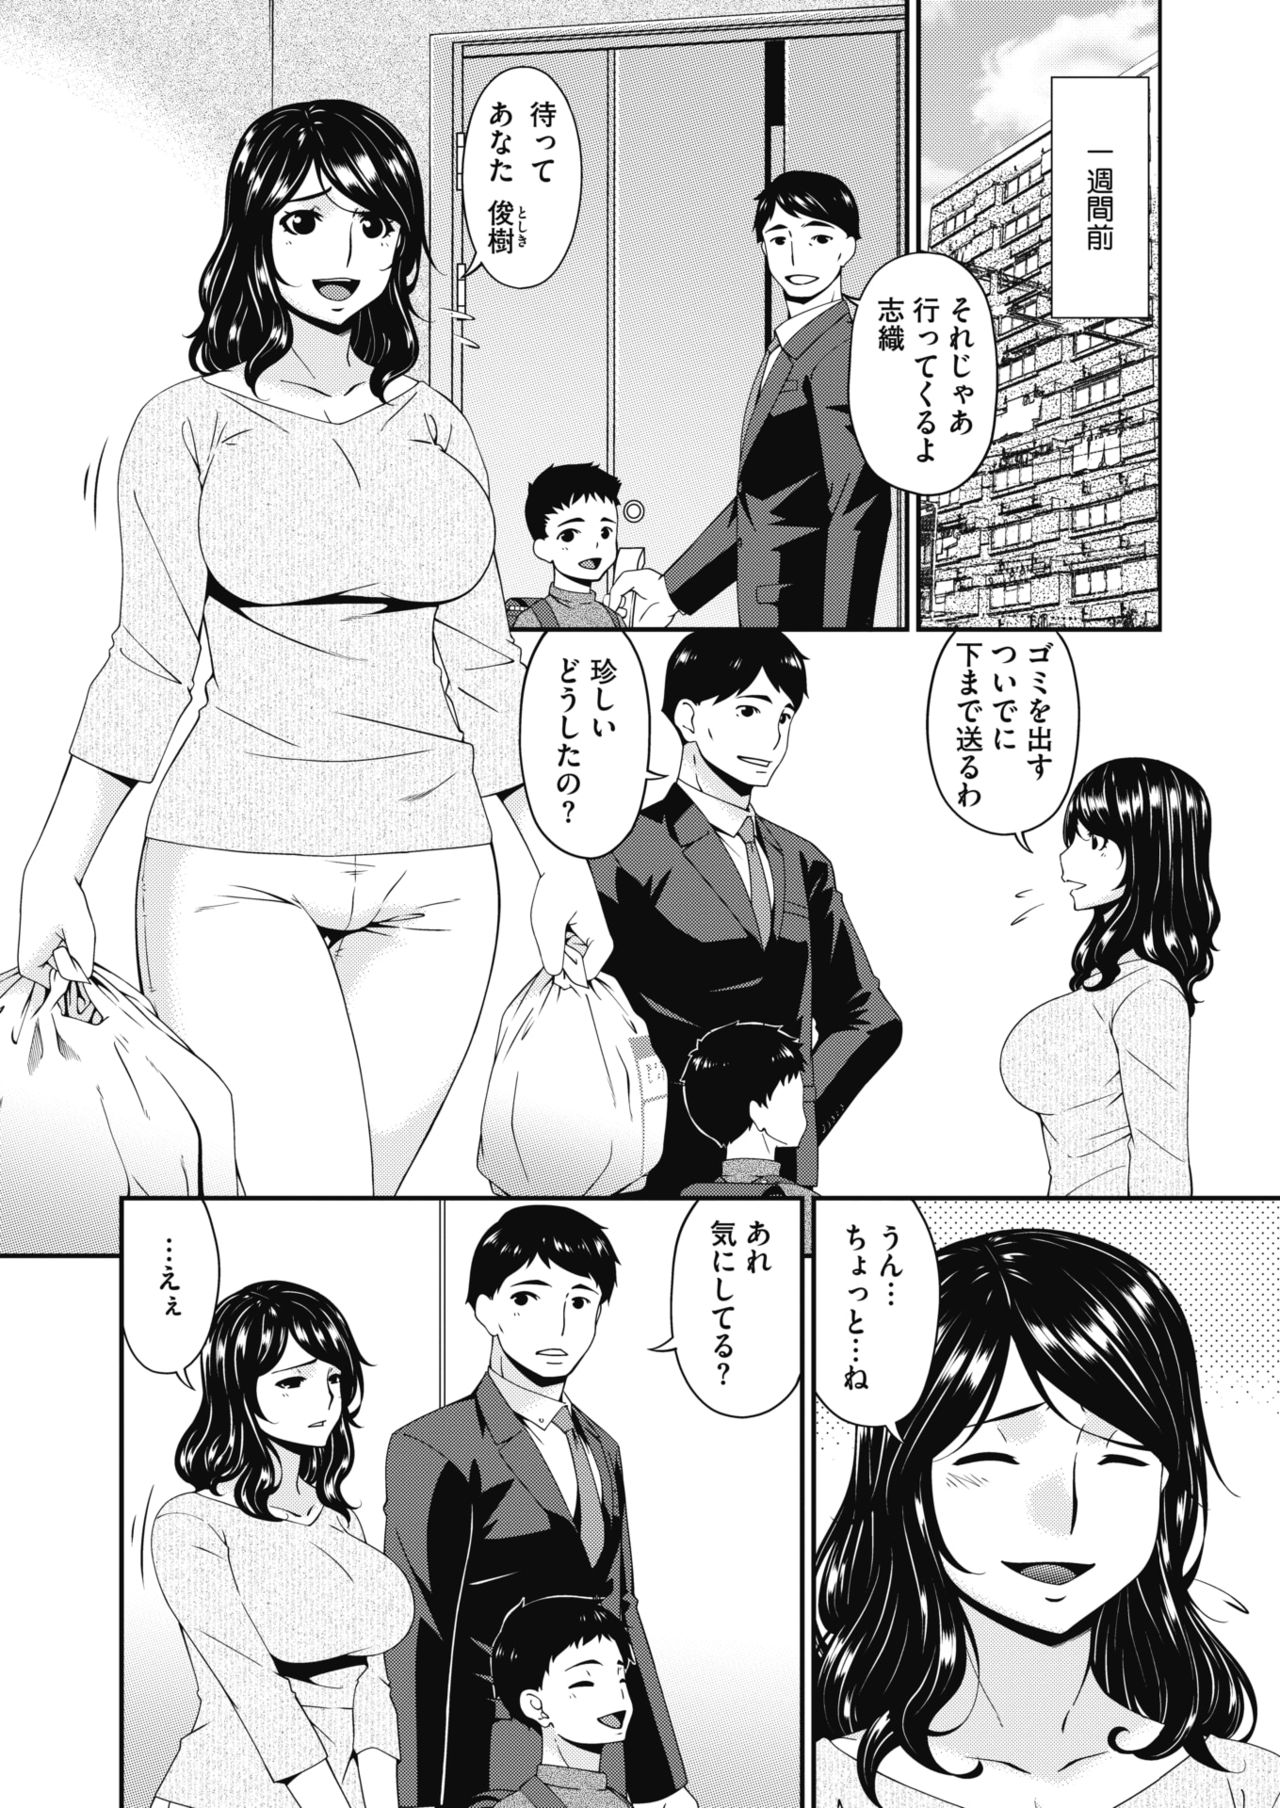 一週間前
それじゃあ
行ってくるよ
志織
待って
あなた 俊樹
としき
ゴミを出す
ついでに
下まで送るわ
珍しい
どうしたの？
うん…
ちょっと…ね
あれ
気にしてる？
…えぇ